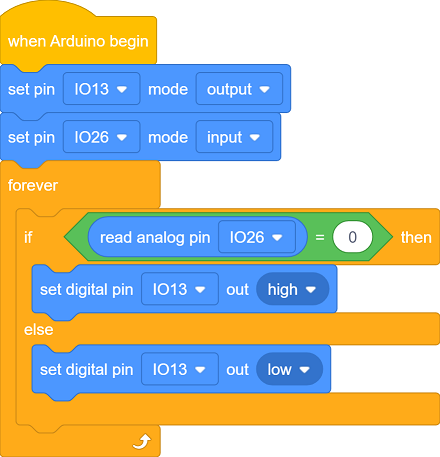 when Arduino begin
set pin IO13 mode output
set pin IO26 mode input
forever
if read analog pin IO26 = 0 then
set digital pin IO13 out high
else
set digital pin IO13 out low